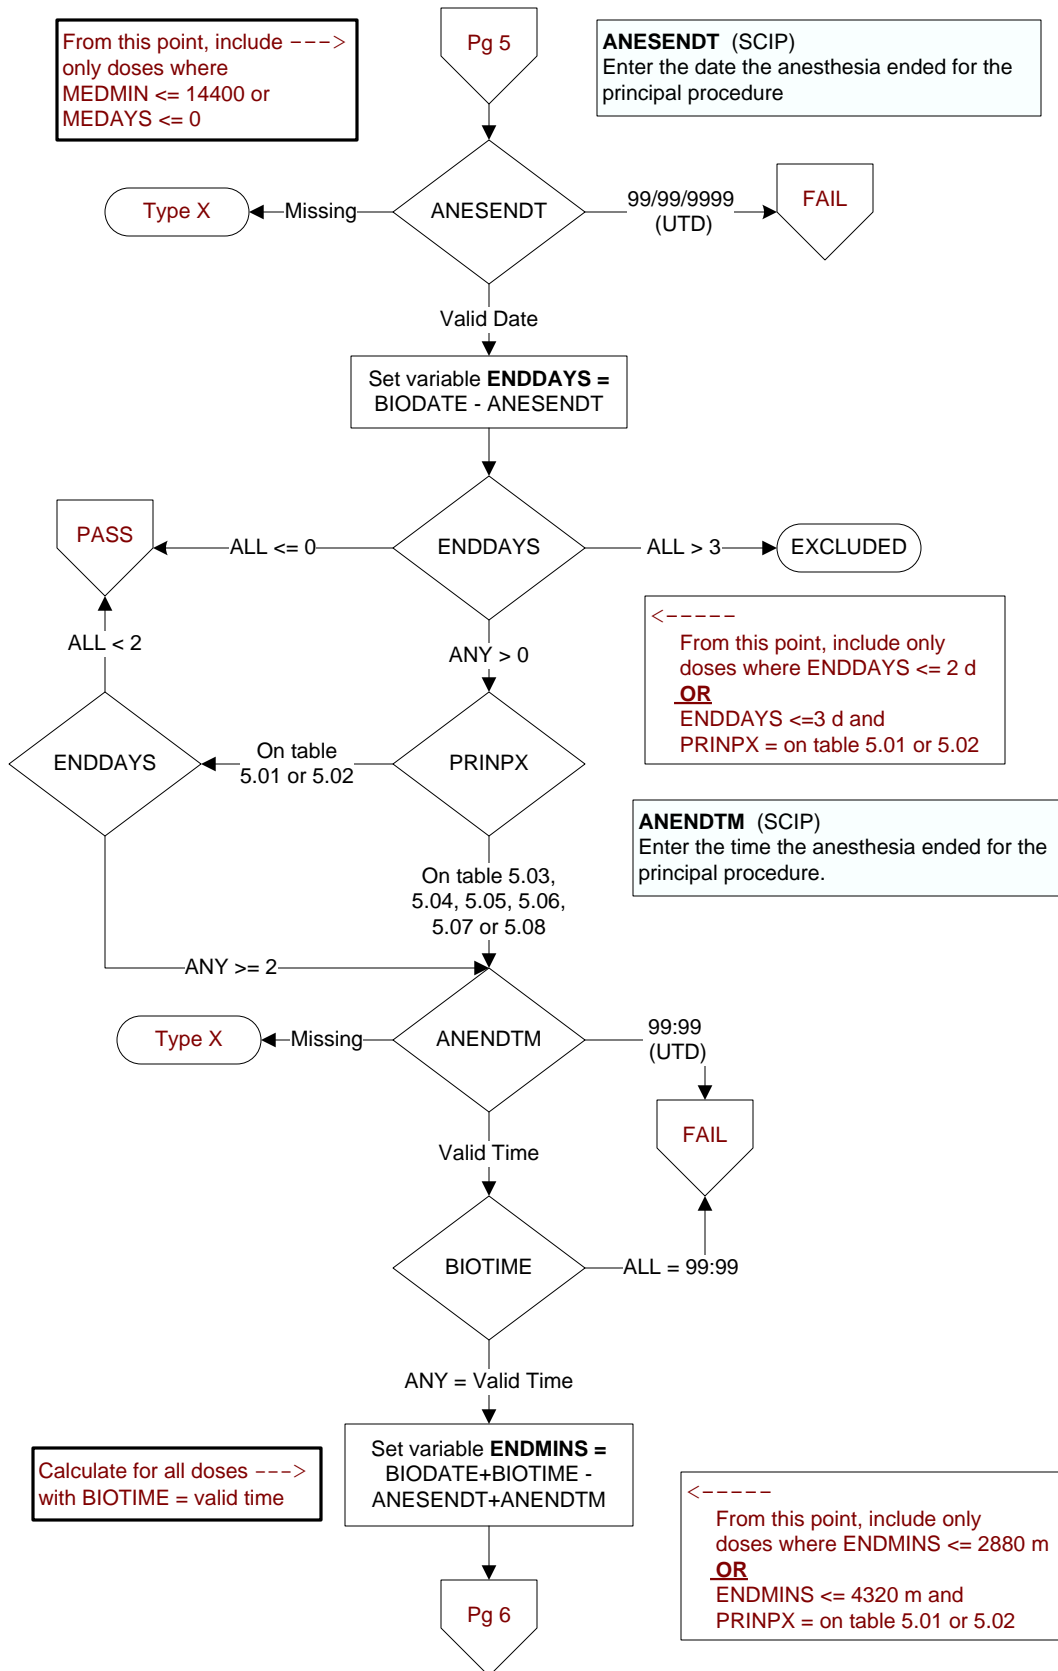 From this point, include --->
only doses where
MEDMIN <= 14400 or
MEDAYS <= 0
Pg 5
ANESENDT (SCIP)
Enter the date the anesthesia ended for the
principal procedure
Type X
Missing
ANESENDT
99/99/9999
(UTD)
FAIL
Valid Date
Set variable ENDDAYS =
BIODATE - ANESENDT
PASS
ALL <= 0
ENDDAYS
ALL > 3
EXCLUDED
ALL < 2
ANY > 0
<-----
From this point, include only
doses where ENDDAYS <= 2 d
OR
ENDDAYS <=3 d and
PRINPX = on table 5.01 or 5.02
ENDDAYS
On table
5.01 or 5.02
PRINPX
ANENDTM (SCIP)
Enter the time the anesthesia ended for the
principal procedure.
On table 5.03,
5.04, 5.05, 5.06,
5.07 or 5.08
ANY >= 2
Type X
Missing
ANENDTM
99:99
(UTD)
FAIL
Valid Time
BIOTIME
ALL = 99:99
ANY = Valid Time
Calculate for all doses --->
with BIOTIME = valid time
Set variable ENDMINS =
BIODATE+BIOTIME -
ANESENDT+ANENDTM
<-----
From this point, include only
doses where ENDMINS <= 2880 m
OR
ENDMINS <= 4320 m and
PRINPX = on table 5.01 or 5.02
Pg 6